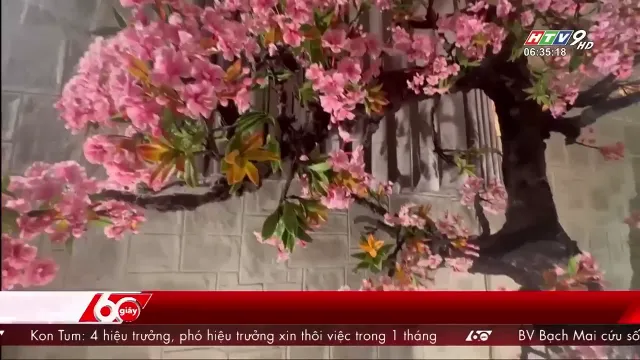 HTV9 HD
06:35:18
60 giây
Kon Tum: 4 hiệu trưởng, phó hiệu trưởng xin thôi việc trong 1 tháng 60 BV Bạch Mai cứu số